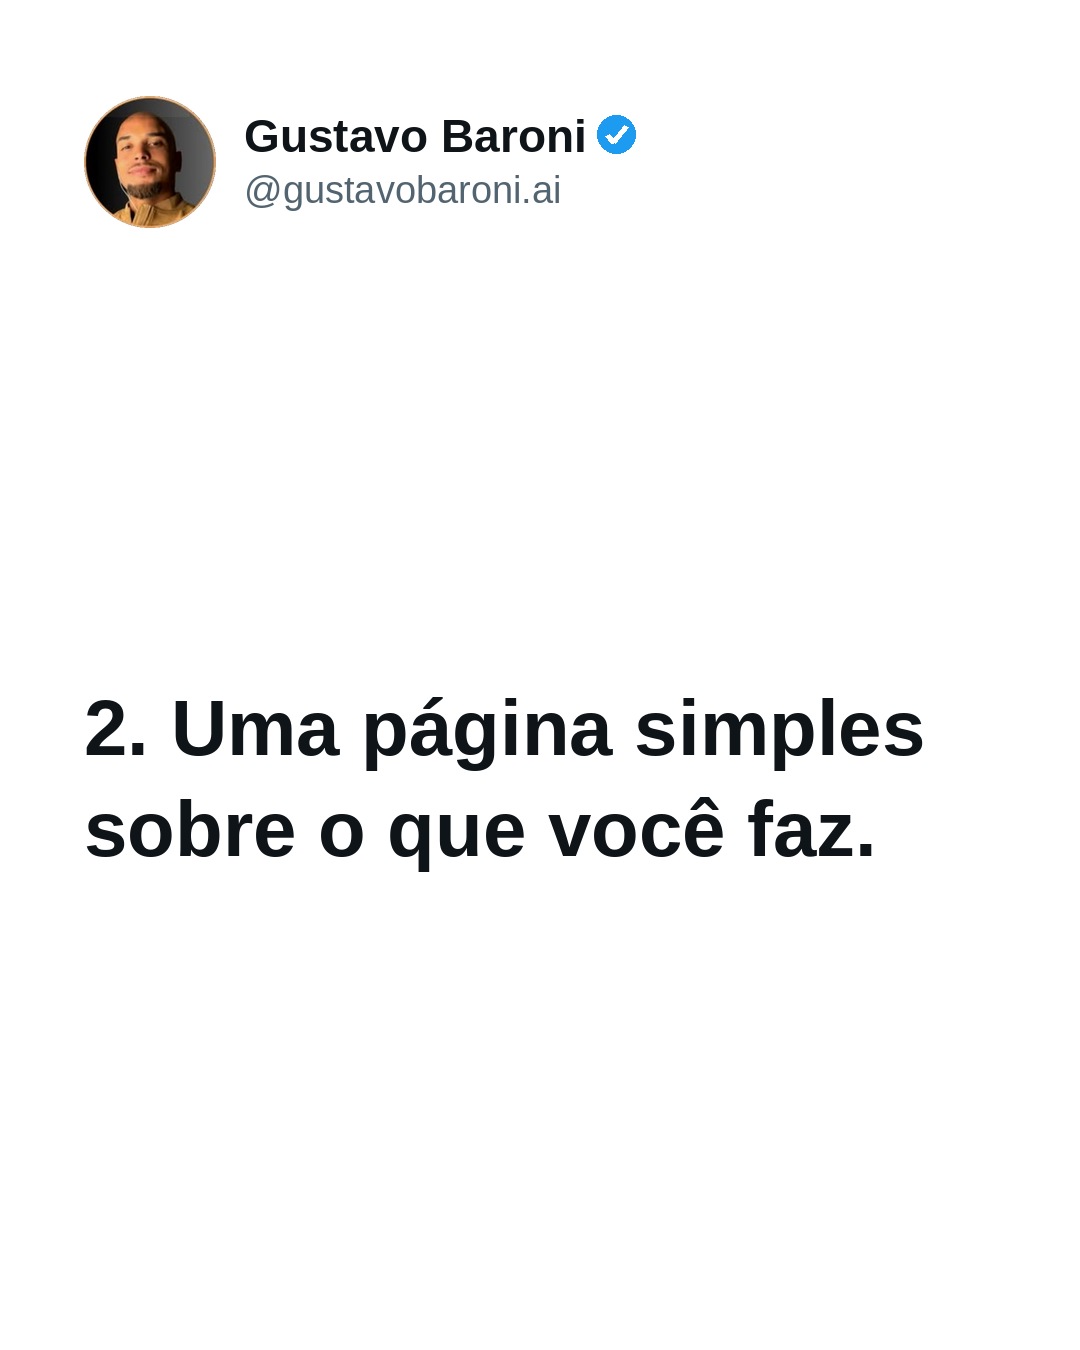 Gustavo Baroni
@gustavobaroni.ai
2. Uma página simples
sobre o que você faz.